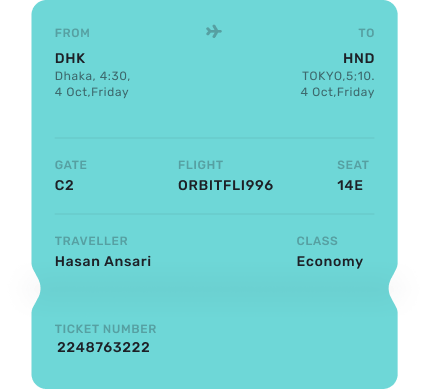 FROM TO
DHK HND
Dhaka, 4:30, TOKYO,5;10.
4 Oct,Friday 4 Oct,Friday
GATE FLIGHT SEAT
C2 ORBITFLI996 14E
TRAVELLER CLASS
Hasan Ansari Economy
TICKET NUMBER
2248763222